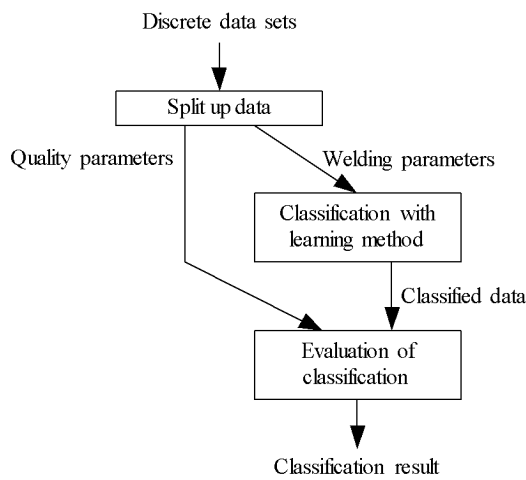 Discrete data sets
Split up data
Quality parameters
Welding parameters
Classification with
learning method
Classified data
Evaluation of
classification
Classification result